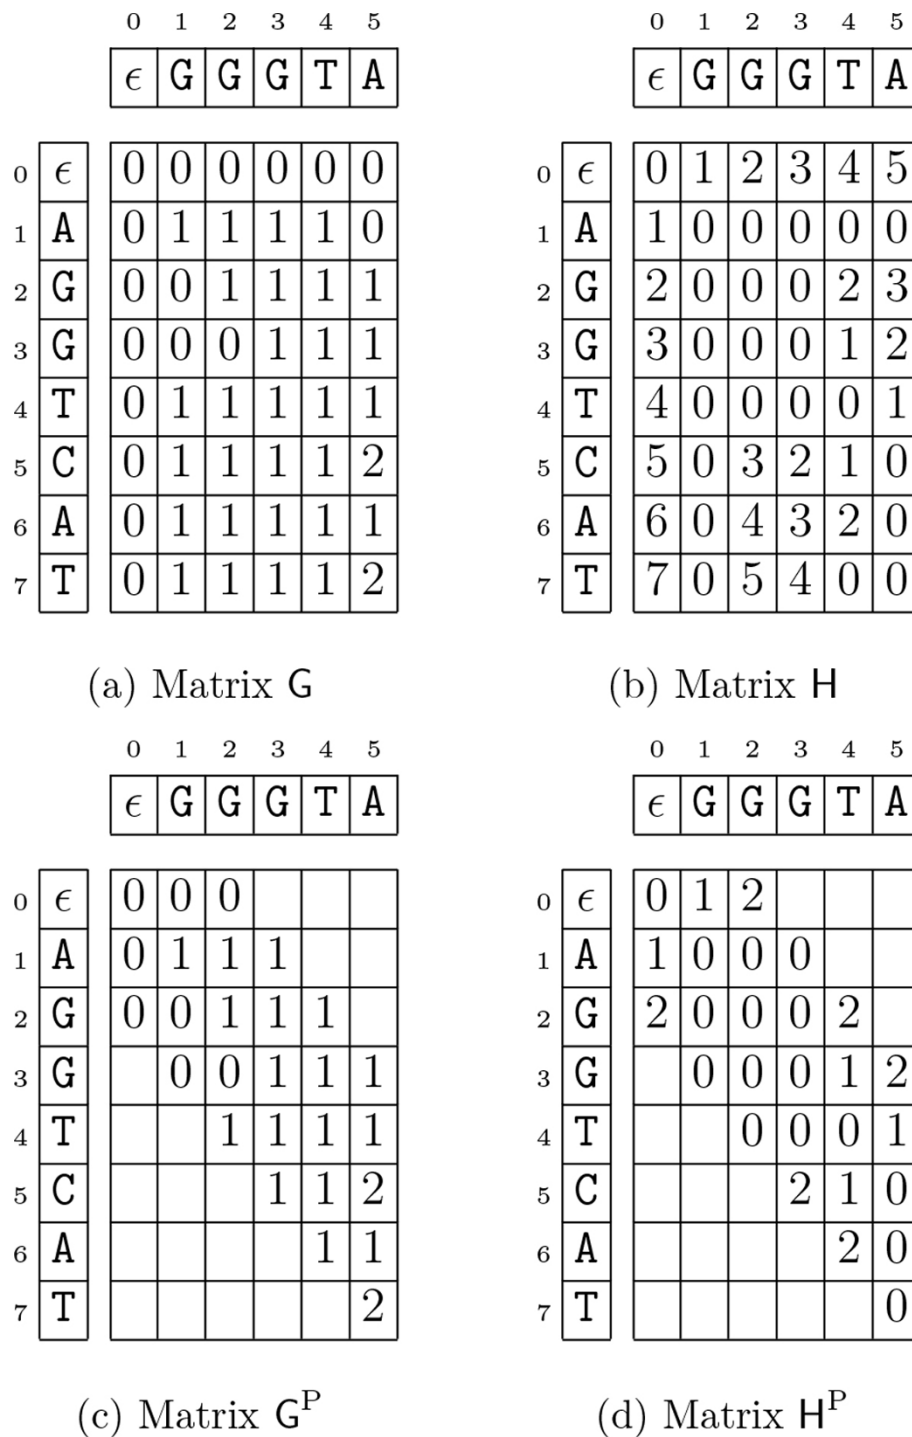 0 1 2 3 4 5 0 1 2 3 4 5
ϵ G G G T A ϵ G G G T A
0 ϵ 0 0 0 0 0 0 0 ϵ 0 1 2 3 4 5
1 A 0 1 1 1 1 0 1 A 1 0 0 0 0 0
2 G 0 0 1 1 1 1 2 G 2 0 0 0 2 3
3 G 0 0 0 1 1 1 3 G 3 0 0 0 1 2
4 T 0 1 1 1 1 1 4 T 4 0 0 0 0 1
5 C 0 1 1 1 1 2 5 C 5 0 3 2 1 0
6 A 0 1 1 1 1 1 6 A 6 0 4 3 2 0
7 T 0 1 1 1 1 2 7 T 7 0 5 4 0 0
(a) Matrix G (b) Matrix H
0 1 2 3 4 5 0 1 2 3 4 5
ϵ G G G T A ϵ G G G T A
0 ϵ 0 0 0 0 ϵ 0 1 2
1 A 0 1 1 1 1 A 1 0 0 0
2 G 0 0 1 1 1 2 G 2 0 0 0 2
3 G 0 0 1 1 1 3 G 0 0 0 1 2
4 T 1 1 1 1 4 T 0 0 0 1
5 C 1 1 2 5 C 2 1 0
6 A 1 1 6 A 2 0
7 T 2 7 T 0
(c) Matrix Gᴾ (d) Matrix Hᴾ